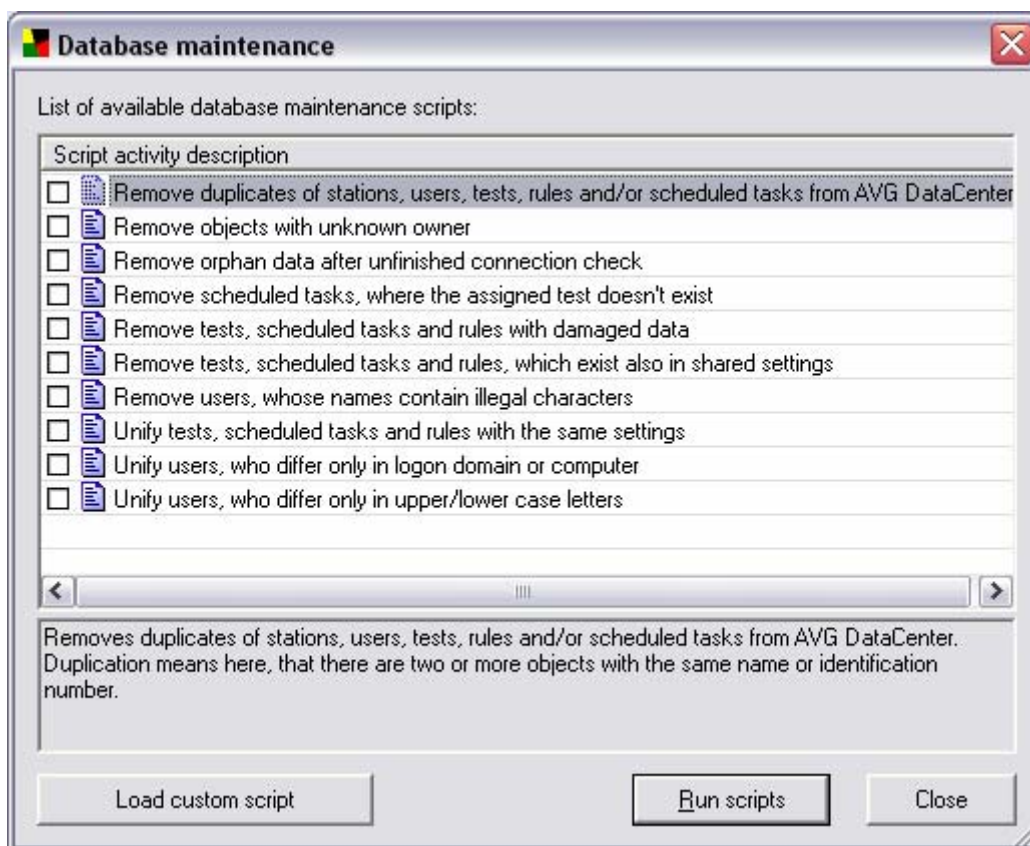 Database maintenance
List of available database maintenance scripts:
Script activity description
Remove duplicates of stations, users, tests, rules and/or scheduled tasks from AVG DataCenter
Remove objects with unknown owner
Remove orphan data after unfinished connection check
Remove scheduled tasks, where the assigned test doesn't exist
Remove tests, scheduled tasks and rules with damaged data
Remove tests, scheduled tasks and rules, which exist also in shared settings
Remove users, whose names contain illegal characters
Unify tests, scheduled tasks and rules with the same settings
Unify users, who differ only in logon domain or computer
Unify users, who differ only in upper/lower case letters
Removes duplicates of stations, users, tests, rules and/or scheduled tasks from AVG DataCenter.
Duplication means here, that there are two or more objects with the same name or identification
number.
Load custom script Run scripts Close